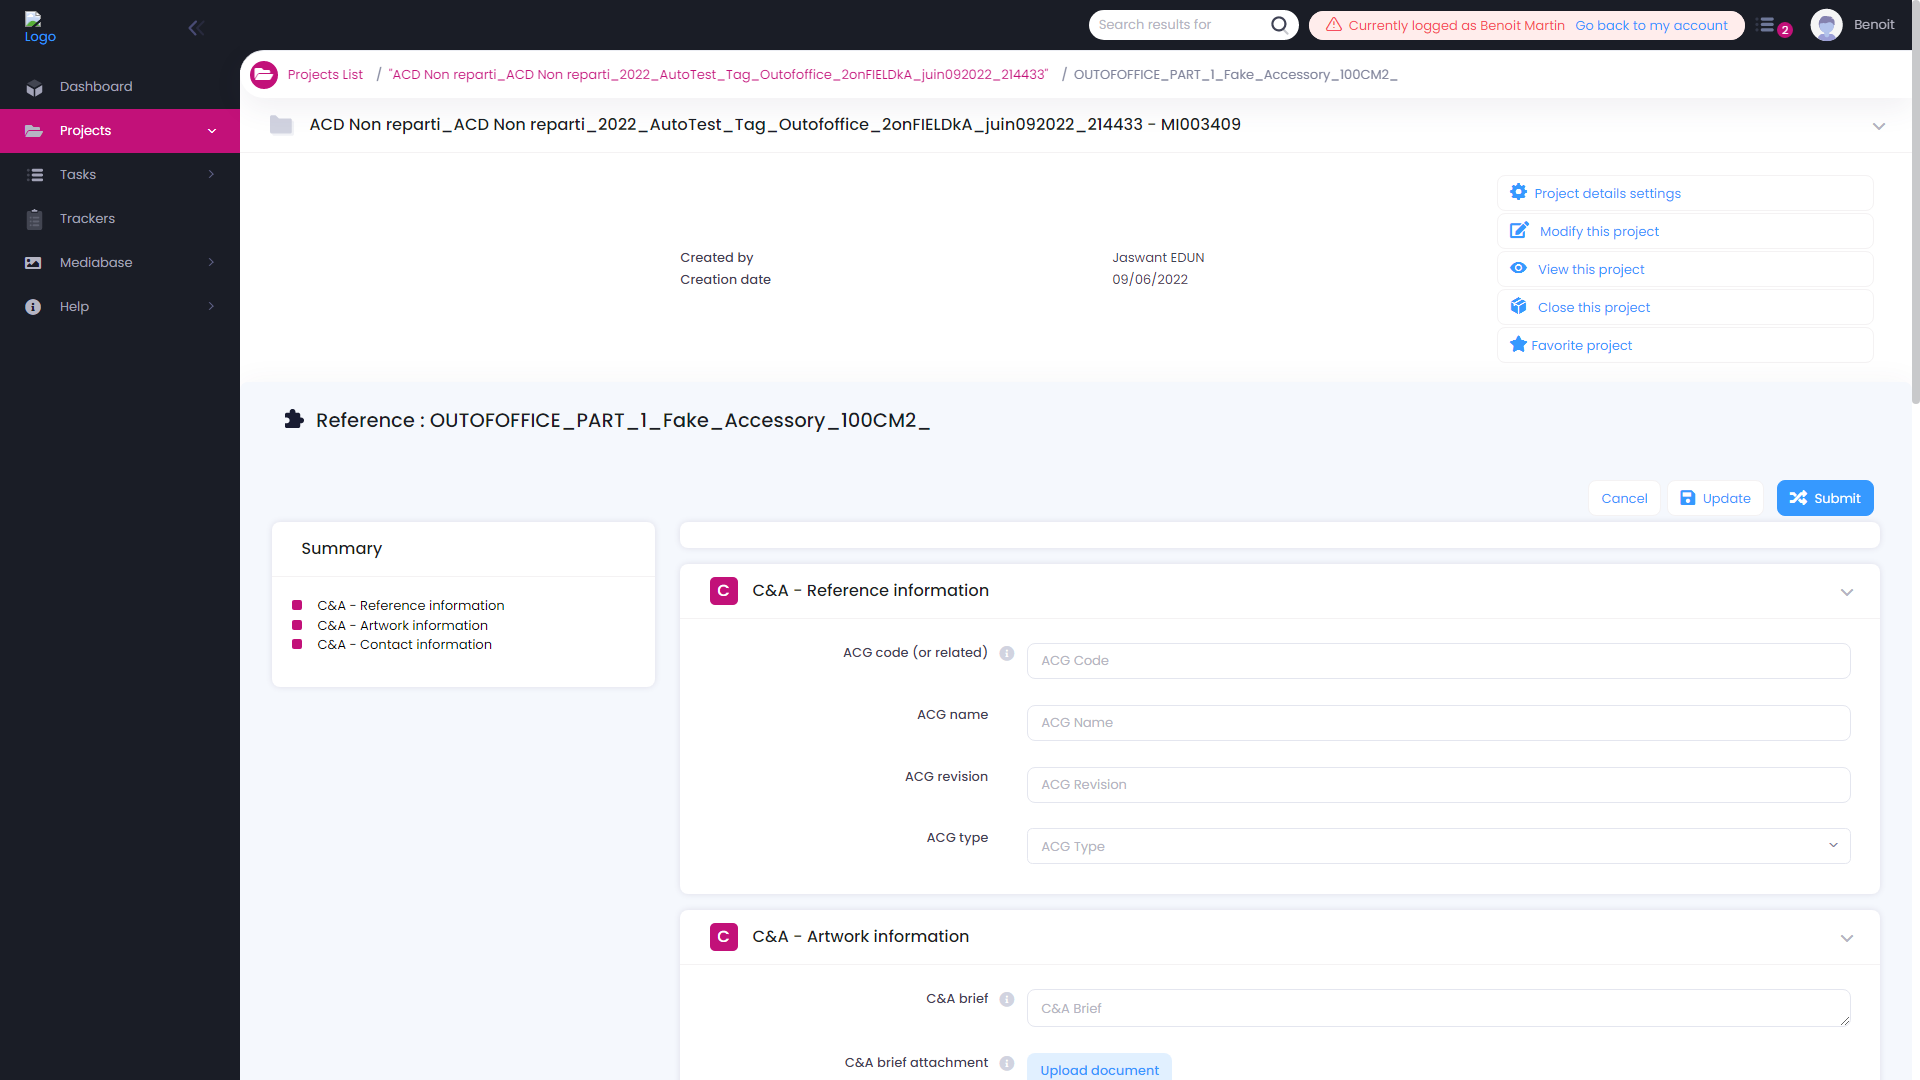 Logo
Search results for
Currently logged as Benoit Martin Go back to my account
2
Benoit
Dashboard
Projects
Tasks
Trackers
Mediabase
Help
Projects List / "ACD Non reparti_ACD Non reparti_2022_AutoTest_Tag_Outofoffice_2onFIELDkA_juin092022_214433" / OUTOFOFFICE_PART_1_Fake_Accessory_100CM2_
ACD Non reparti_ACD Non reparti_2022_AutoTest_Tag_Outofoffice_2onFIELDkA_juin092022_214433 - MI003409
Created by Jaswant EDUN
Creation date 09/06/2022
Project details settings
Modify this project
View this project
Close this project
Favorite project
Reference : OUTOFOFFICE_PART_1_Fake_Accessory_100CM2_
Cancel
Update
Submit
Summary
C&A - Reference information
C&A - Artwork information
C&A - Contact information
C C&A - Reference information
ACG code (or related) ACG Code
ACG name ACG Name
ACG revision ACG Revision
ACG type ACG Type
C C&A - Artwork information
C&A brief C&A Brief
C&A brief attachment Upload document